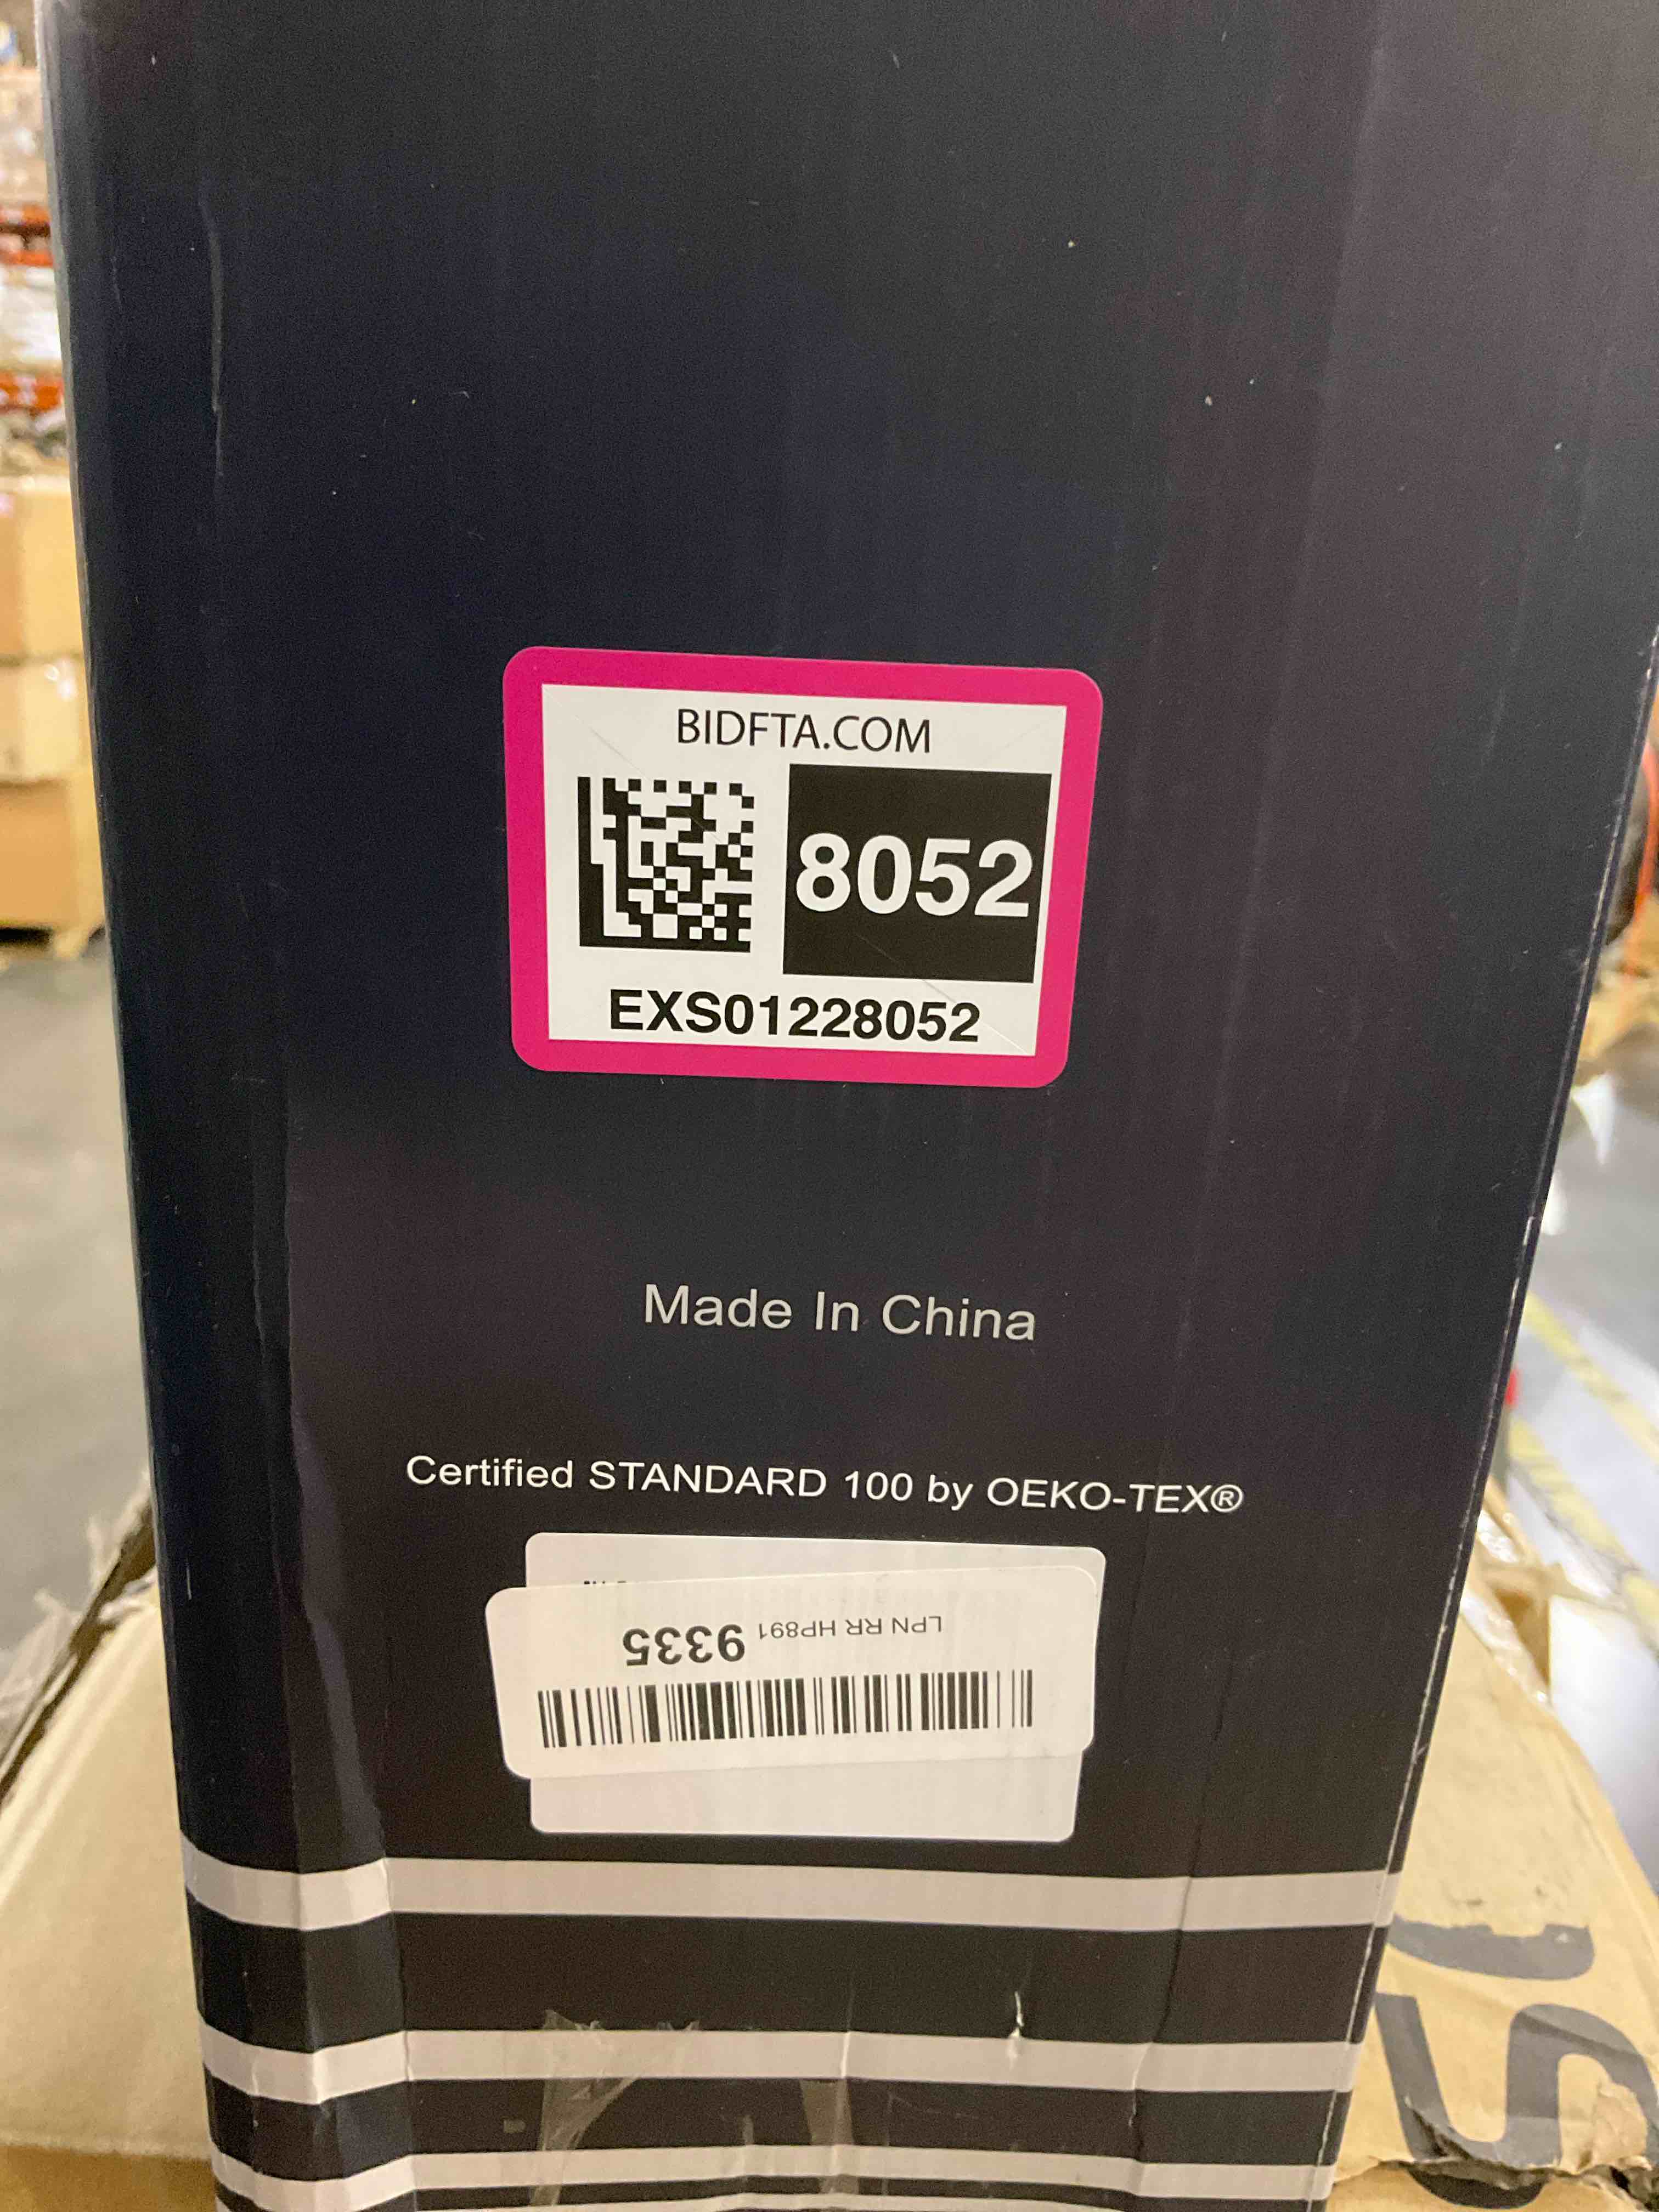 BIDFTA.COM
8052
EXS01228052
Made In China
Certified STANDARD 100 by OEKO-TEX®
LPN RR HP891 9335